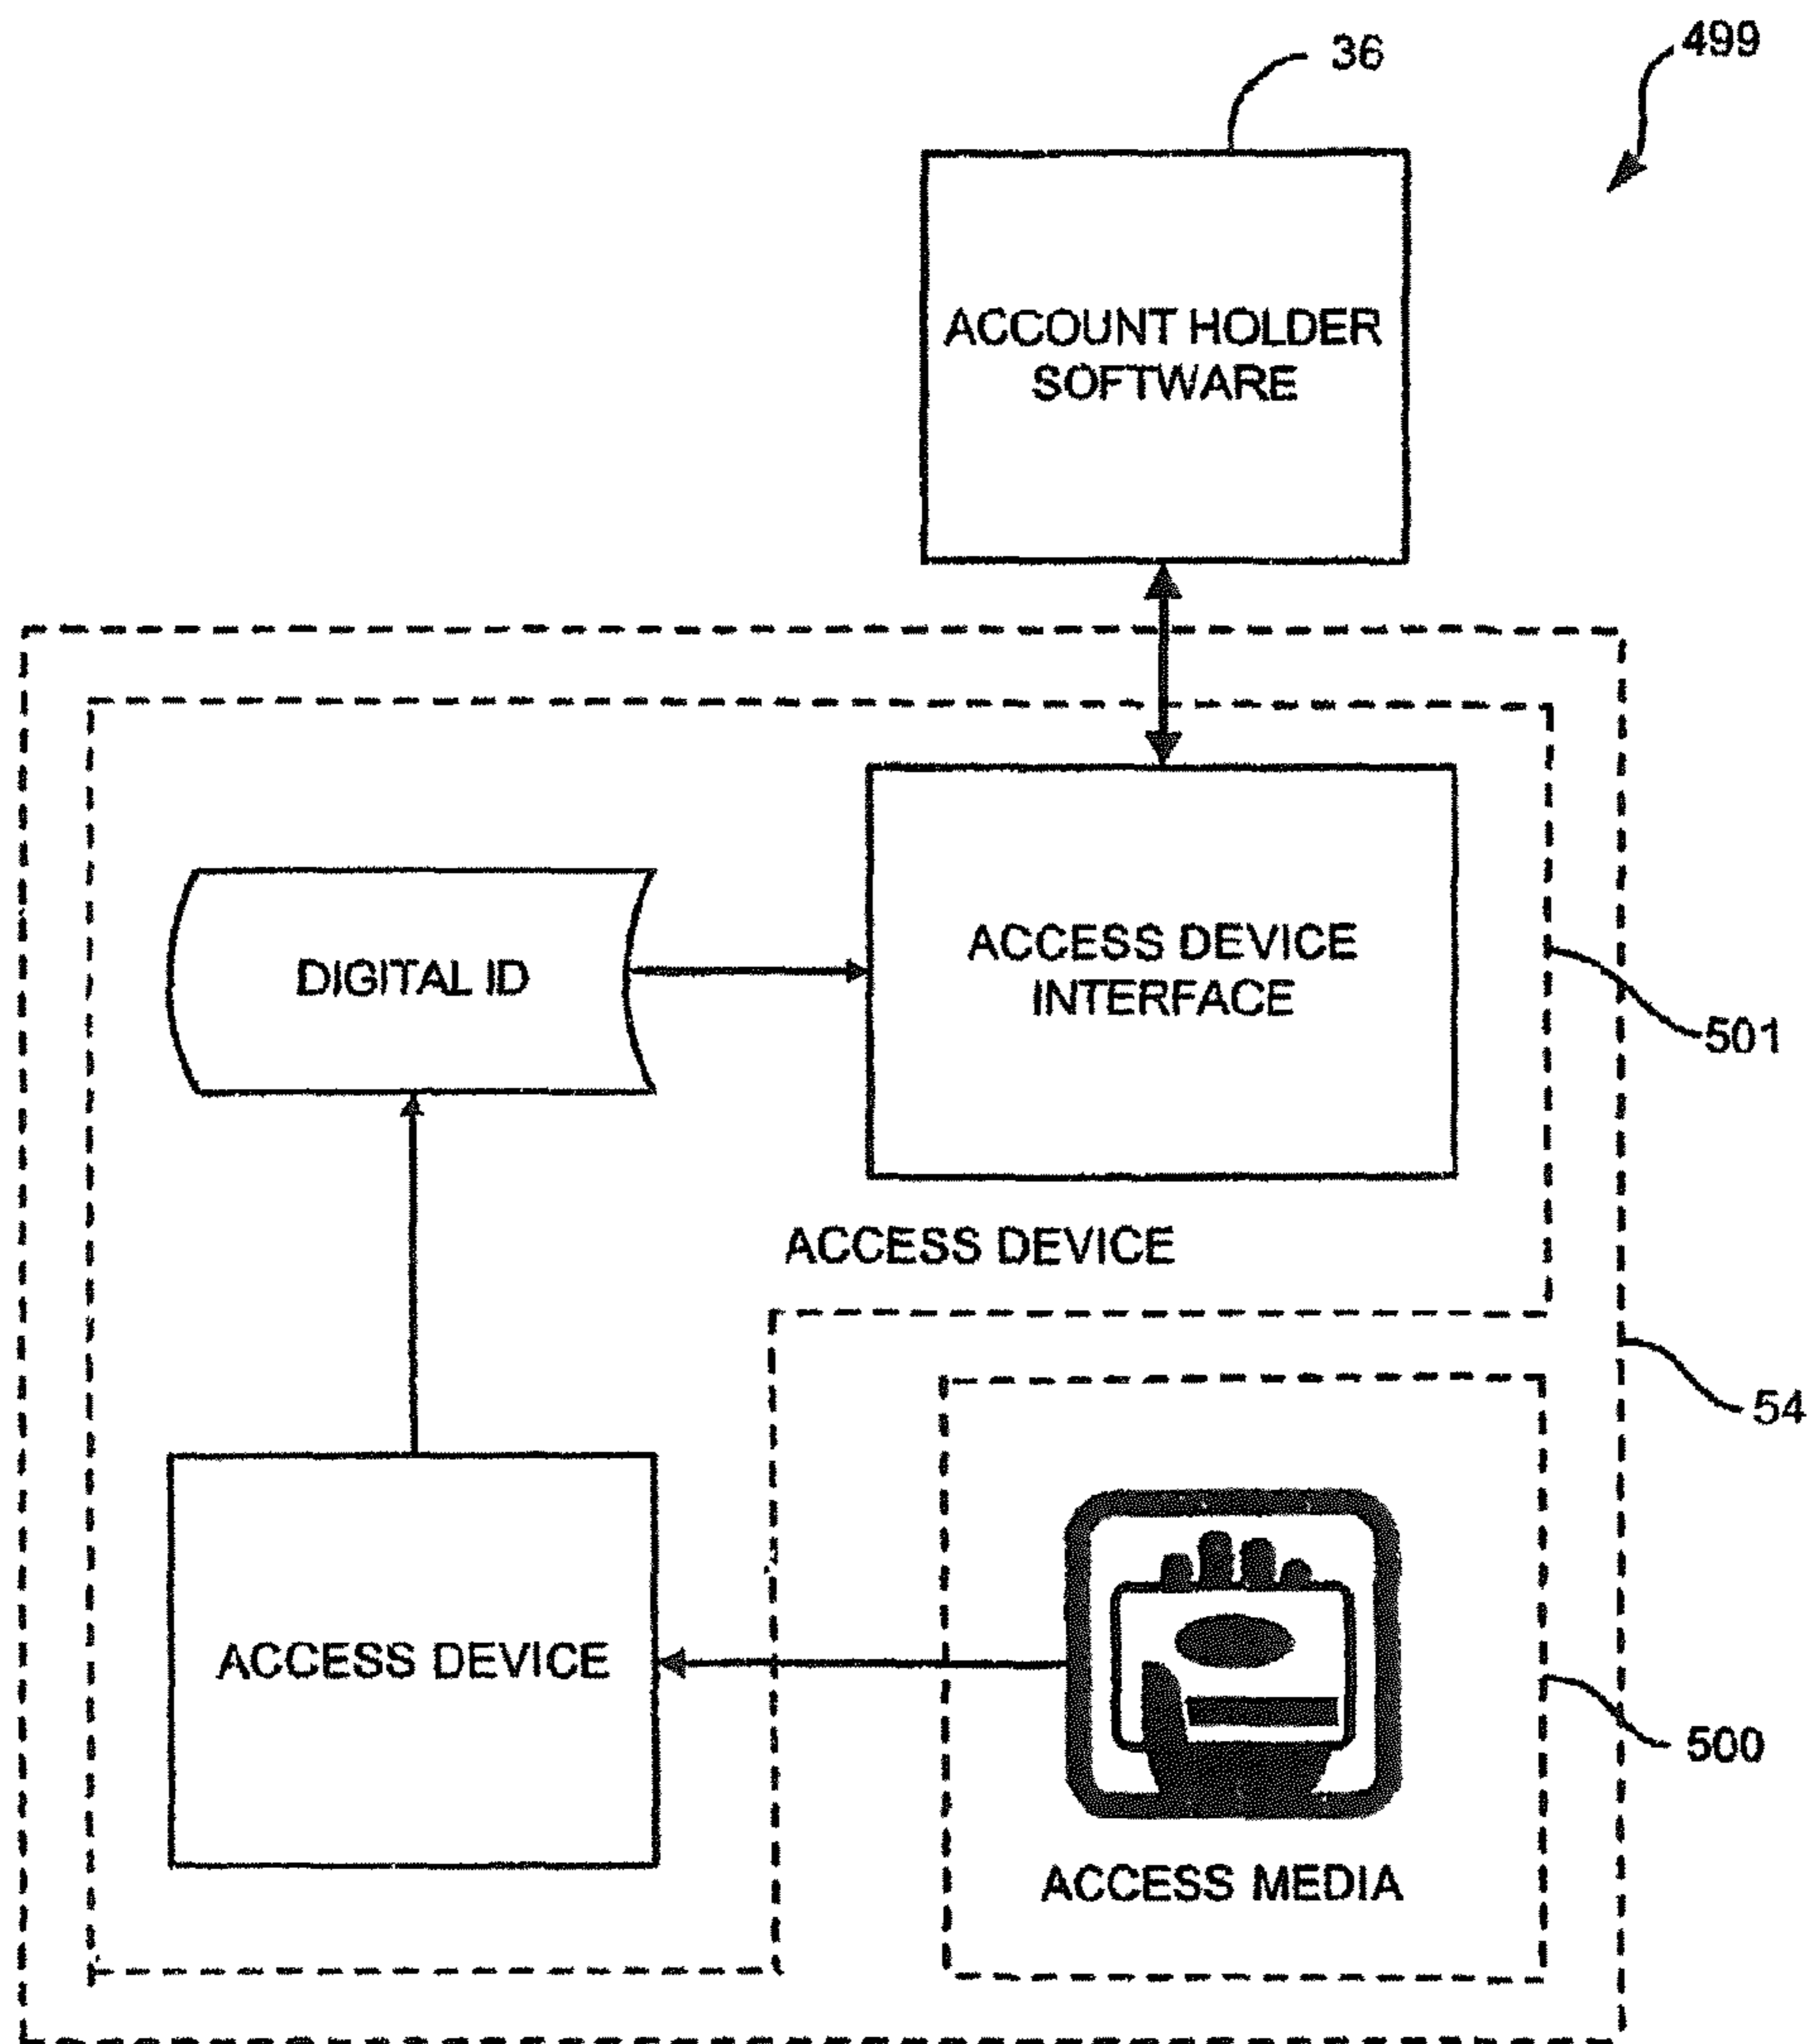 499
36
ACCOUNT HOLDER
SOFTWARE
DIGITAL ID
ACCESS DEVICE
INTERFACE
501
ACCESS DEVICE
54
ACCESS DEVICE
500
ACCESS MEDIA